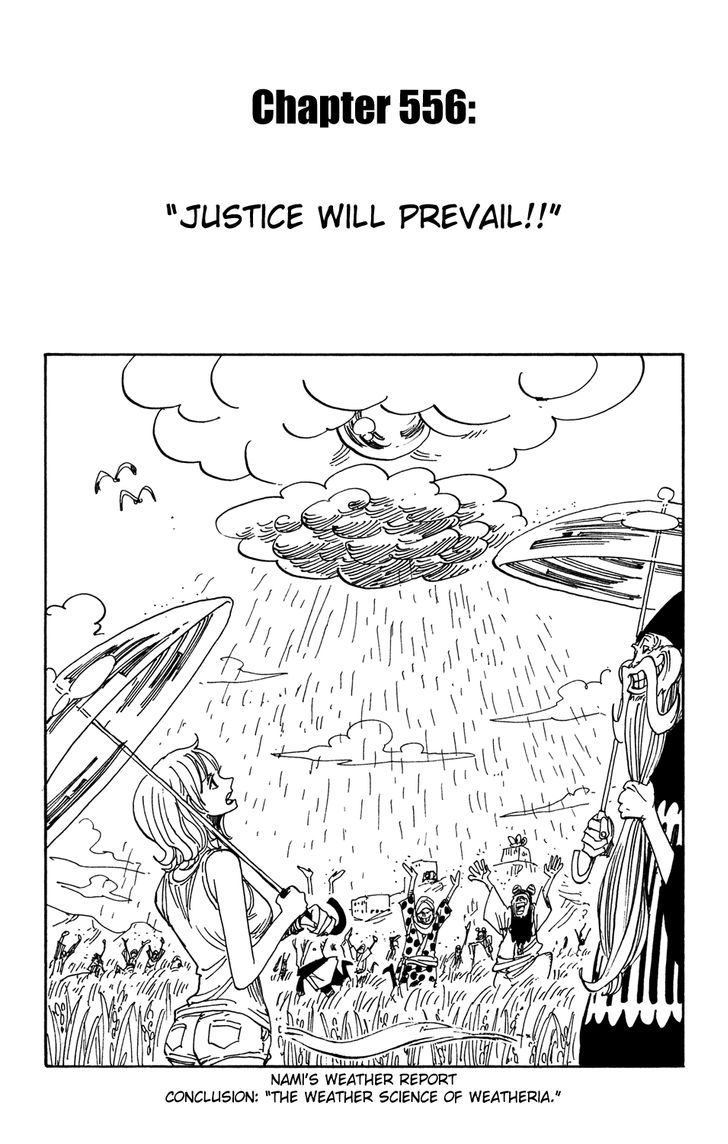 Chapter 556:
"JUSTICE WILL PREVAIL!!"
NAMI'S WEATHER REPORT
CONCLUSION: "THE WEATHER SCIENCE OF WEATHERIA."